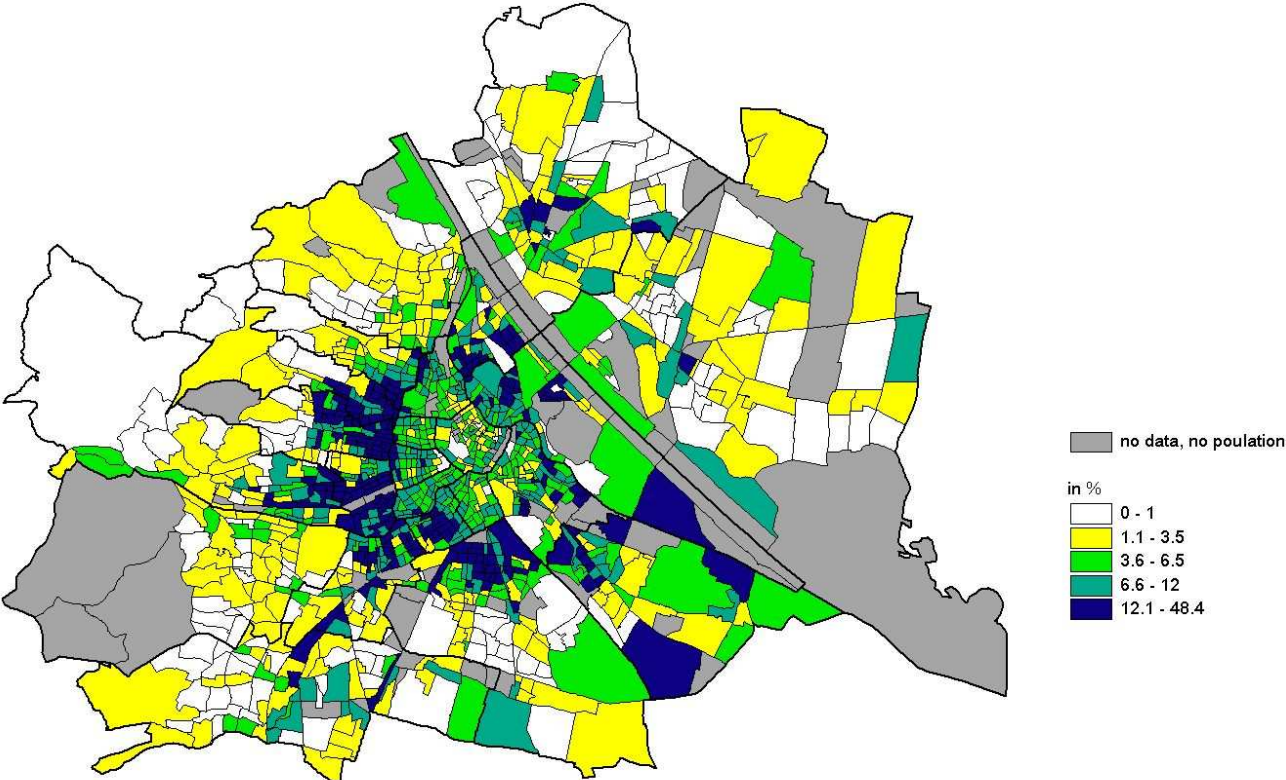 no data, no poulation
in %
0 - 1
1.1 - 3.5
3.6 - 6.5
6.6 - 12
12.1 - 48.4